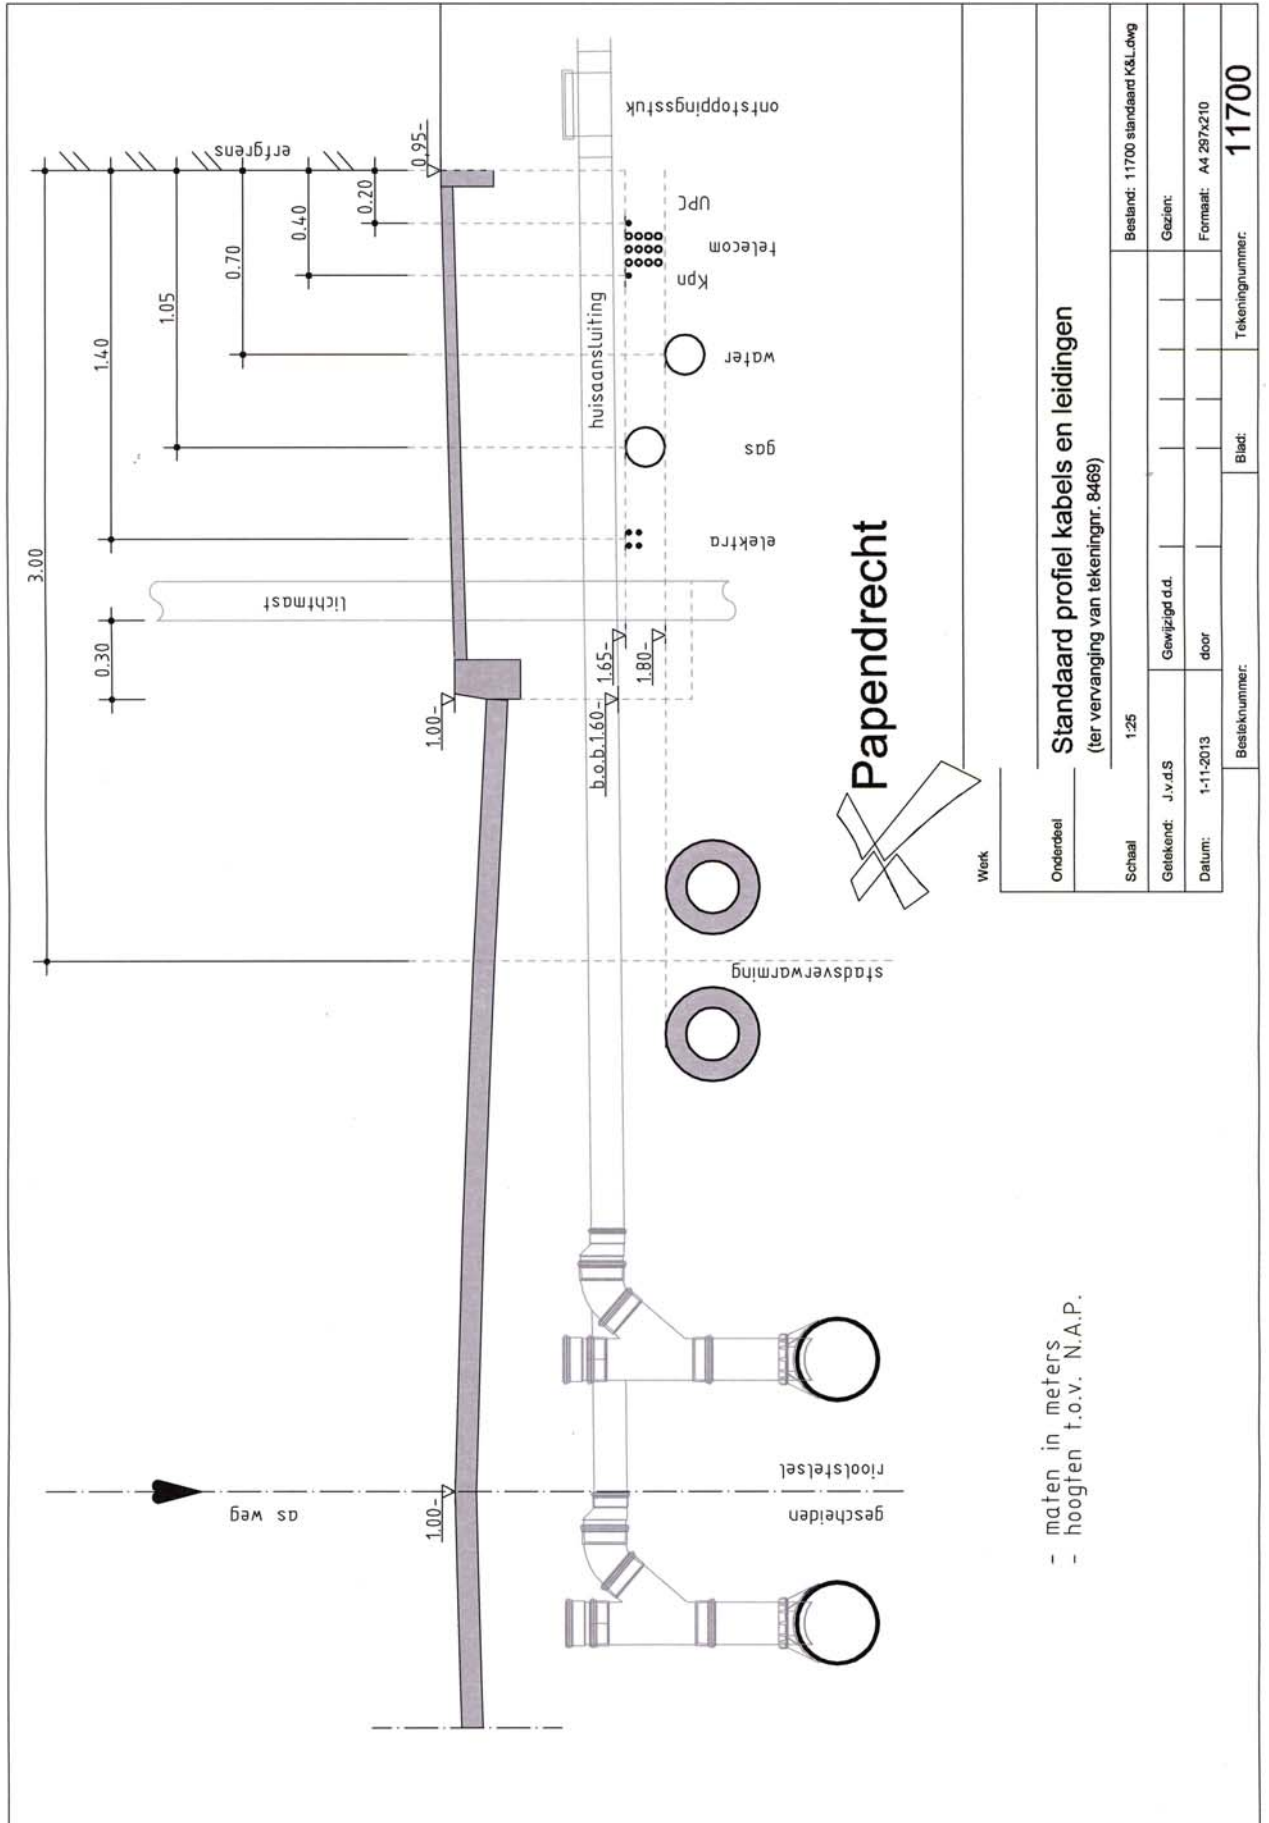 3.00
1.40
1.05
0.70
0.40
0.20
0.30
erfgrens
lichtmast
as weg
0.95-
1.00-
1.00-
huisaansluiting
b.o.b.1.60-
1.65-
1.80-
ontstoppingsstuk
UPC
telecom
Kpn
water
gas
elektra
stadsverwarming
gescheiden
rioolstelsel
Papendrecht
- maten in meters
- hoogten t.o.v. N.A.P.
Werk
Onderdeel
Standaard profiel kabels en leidingen
(ter vervanging van tekeningnr. 8469)
Schaal 1:25 Bestand: 11700 standaard K&L.dwg
Getekend: J.v.d.S Gewijzigd d.d. Gezien:
Datum: 1-11-2013 door Formaat: A4 297x210
Besteknummer: Blad: Tekeningnummer: 11700